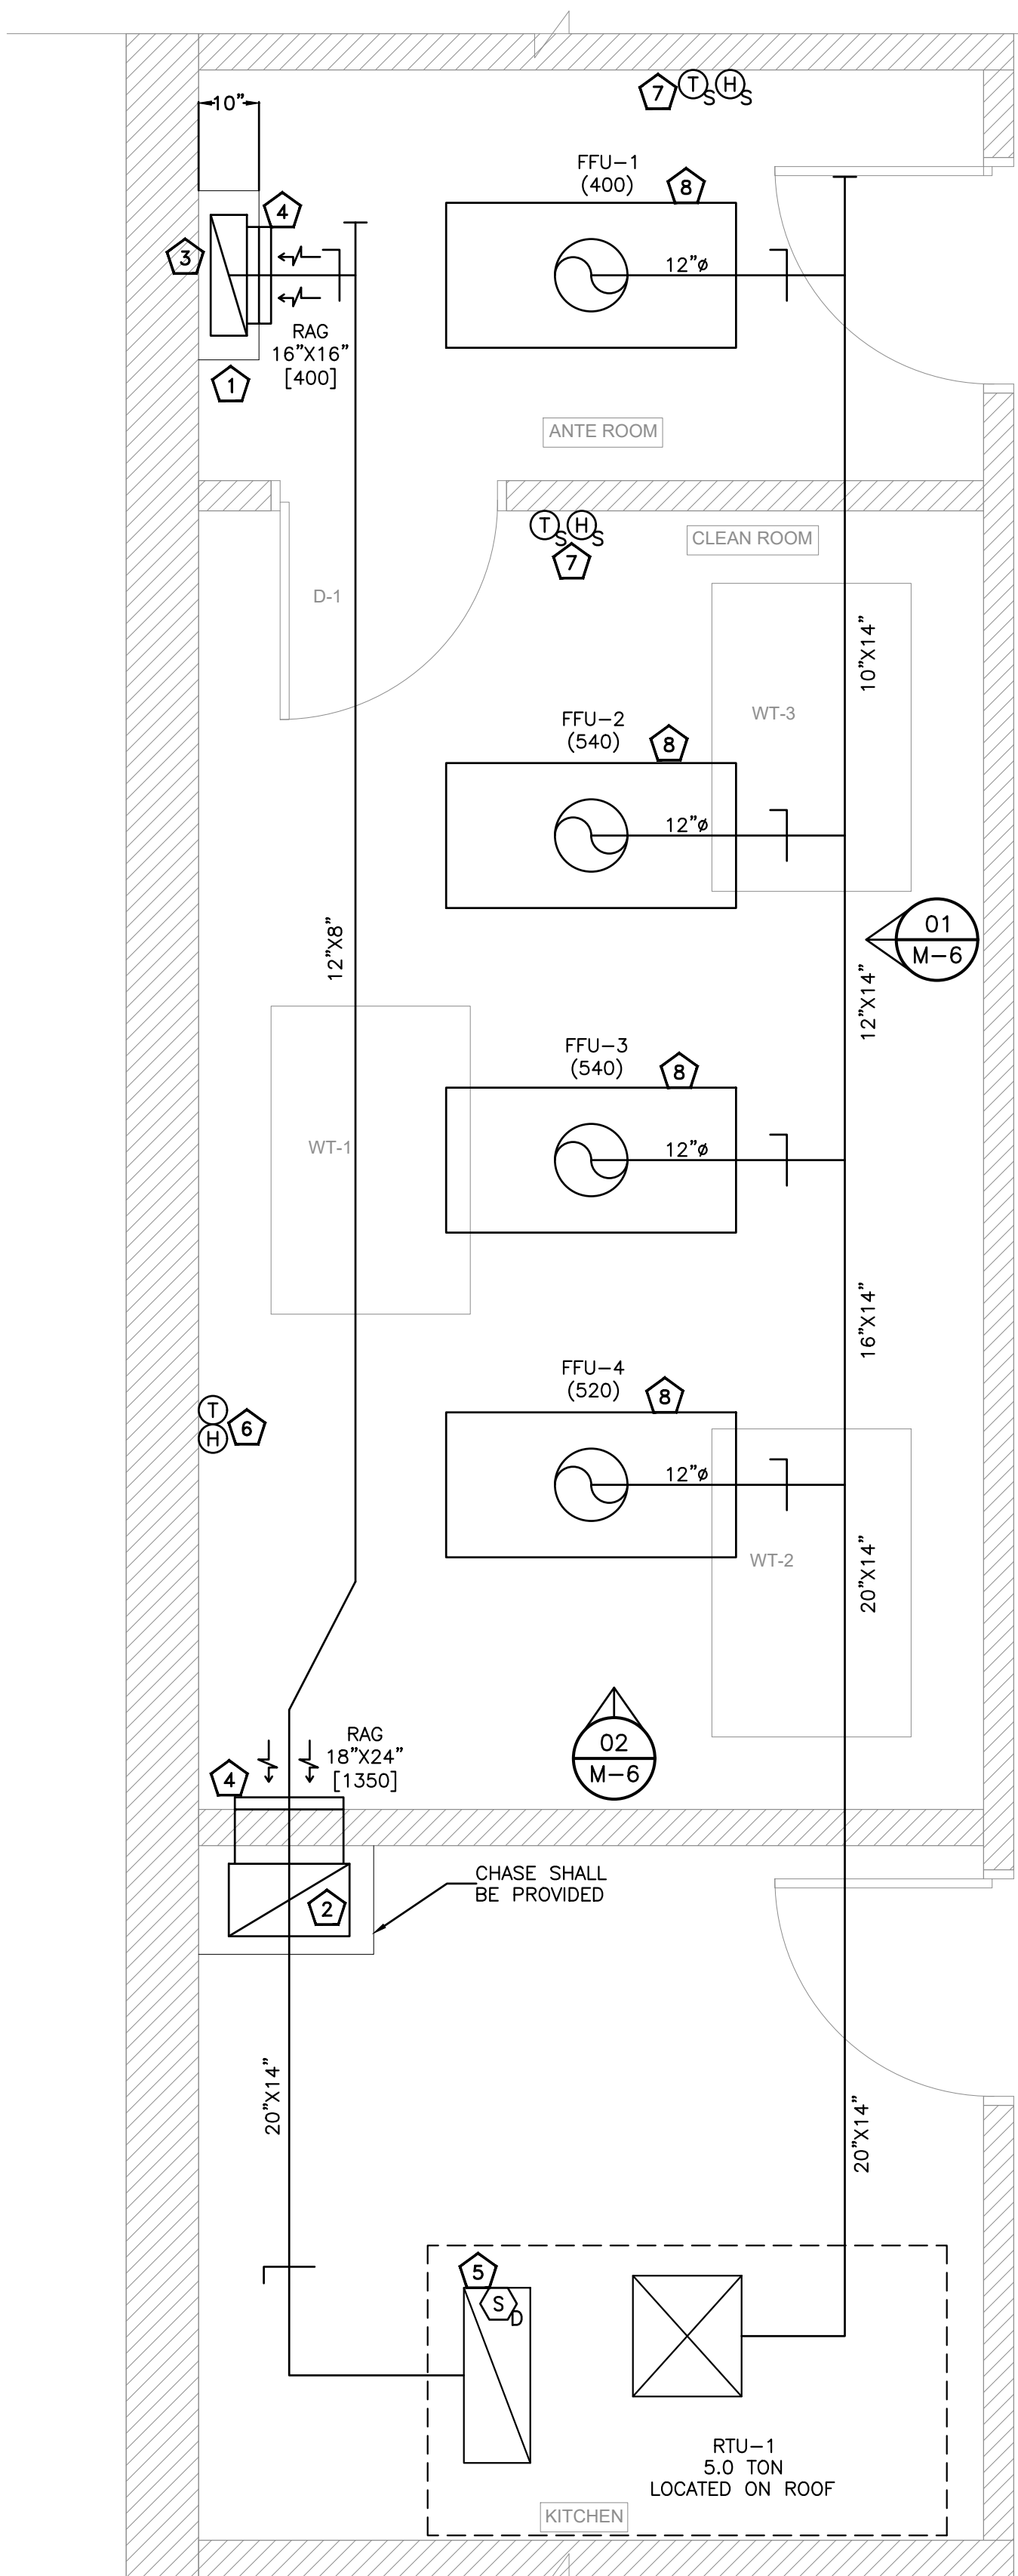 7 T S H S
10"
FFU-1
(400)
8
4
3
12"ø
RAG
16"X16"
[400]
1
ANTE ROOM
T S H S
7
CLEAN ROOM
D-1
10"X14"
WT-3
FFU-2
(540)
8
12"ø
01
M-6
12"X8"
12"X14"
FFU-3
(540)
8
12"ø
WT-1
16"X14"
FFU-4
(520)
8
T
H
6
12"ø
WT-2
20"X14"
RAG
18"X24"
[1350]
4
02
M-6
CHASE SHALL
BE PROVIDED
2
20"X14"
20"X14"
5
S D
RTU-1
5.0 TON
LOCATED ON ROOF
KITCHEN